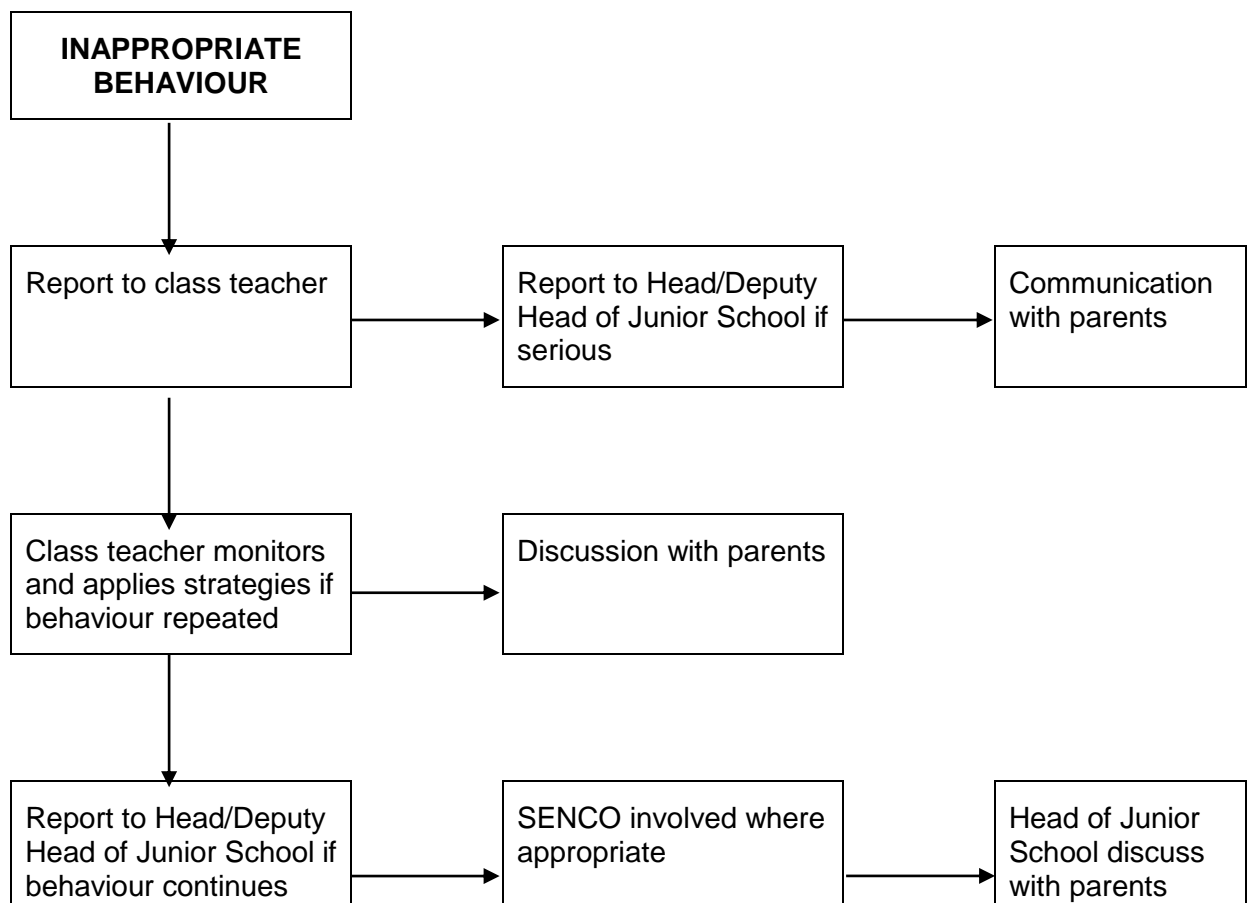 INAPPROPRIATE
BEHAVIOUR
Report to class teacher
Report to Head/Deputy
Head of Junior School if
serious
Communication
with parents
Class teacher monitors
and applies strategies if
behaviour repeated
Discussion with parents
Report to Head/Deputy
Head of Junior School if
behaviour continues
SENCO involved where
appropriate
Head of Junior
School discuss
with parents